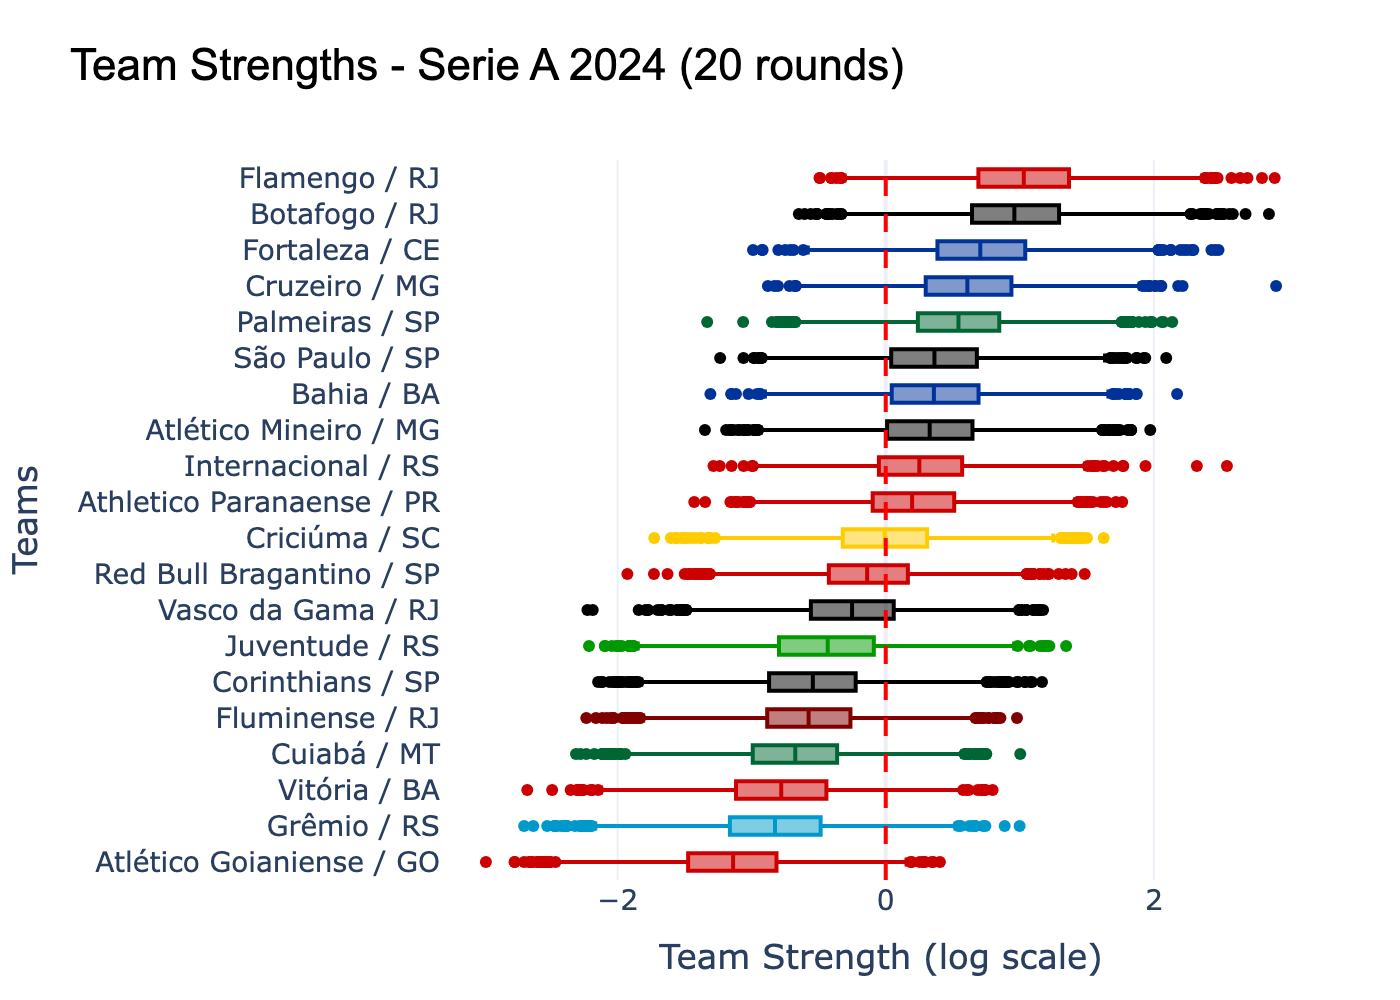 Team Strengths - Serie A 2024 (20 rounds)
Teams
Flamengo / RJ
Botafogo / RJ
Fortaleza / CE
Cruzeiro / MG
Palmeiras / SP
São Paulo / SP
Bahia / BA
Atlético Mineiro / MG
Internacional / RS
Athletico Paranaense / PR
Criciúma / SC
Red Bull Bragantino / SP
Vasco da Gama / RJ
Juventude / RS
Corinthians / SP
Fluminense / RJ
Cuiabá / MT
Vitória / BA
Grêmio / RS
Atlético Goianiense / GO
−2 0 2
Team Strength (log scale)